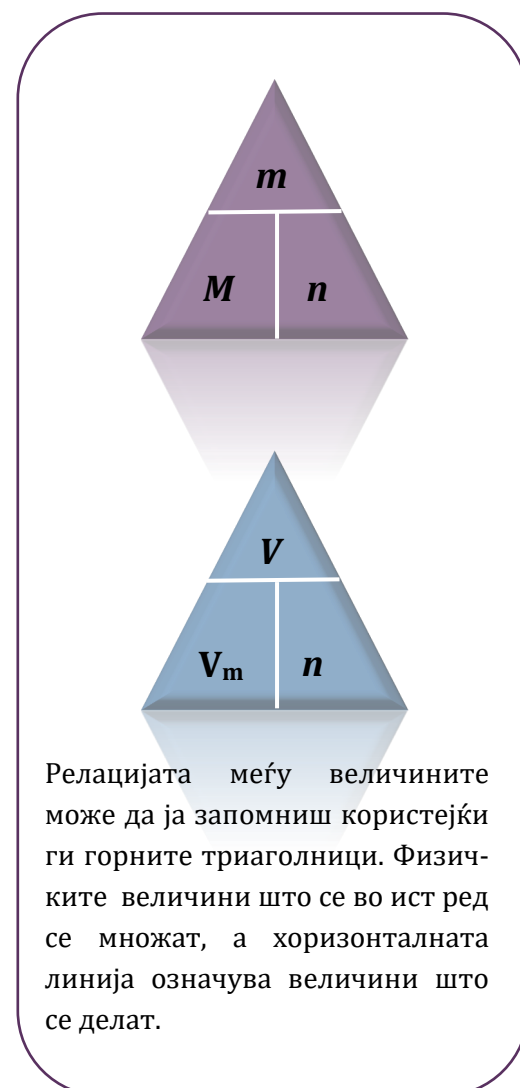 m
M n
V
Vm n
Релацијата меѓу величините
може да ја запомниш користејќи
ги горните триаголници. Физич-
ките величини што се во ист ред
се множат, а хоризонталната
линија означува величини што
се делат.